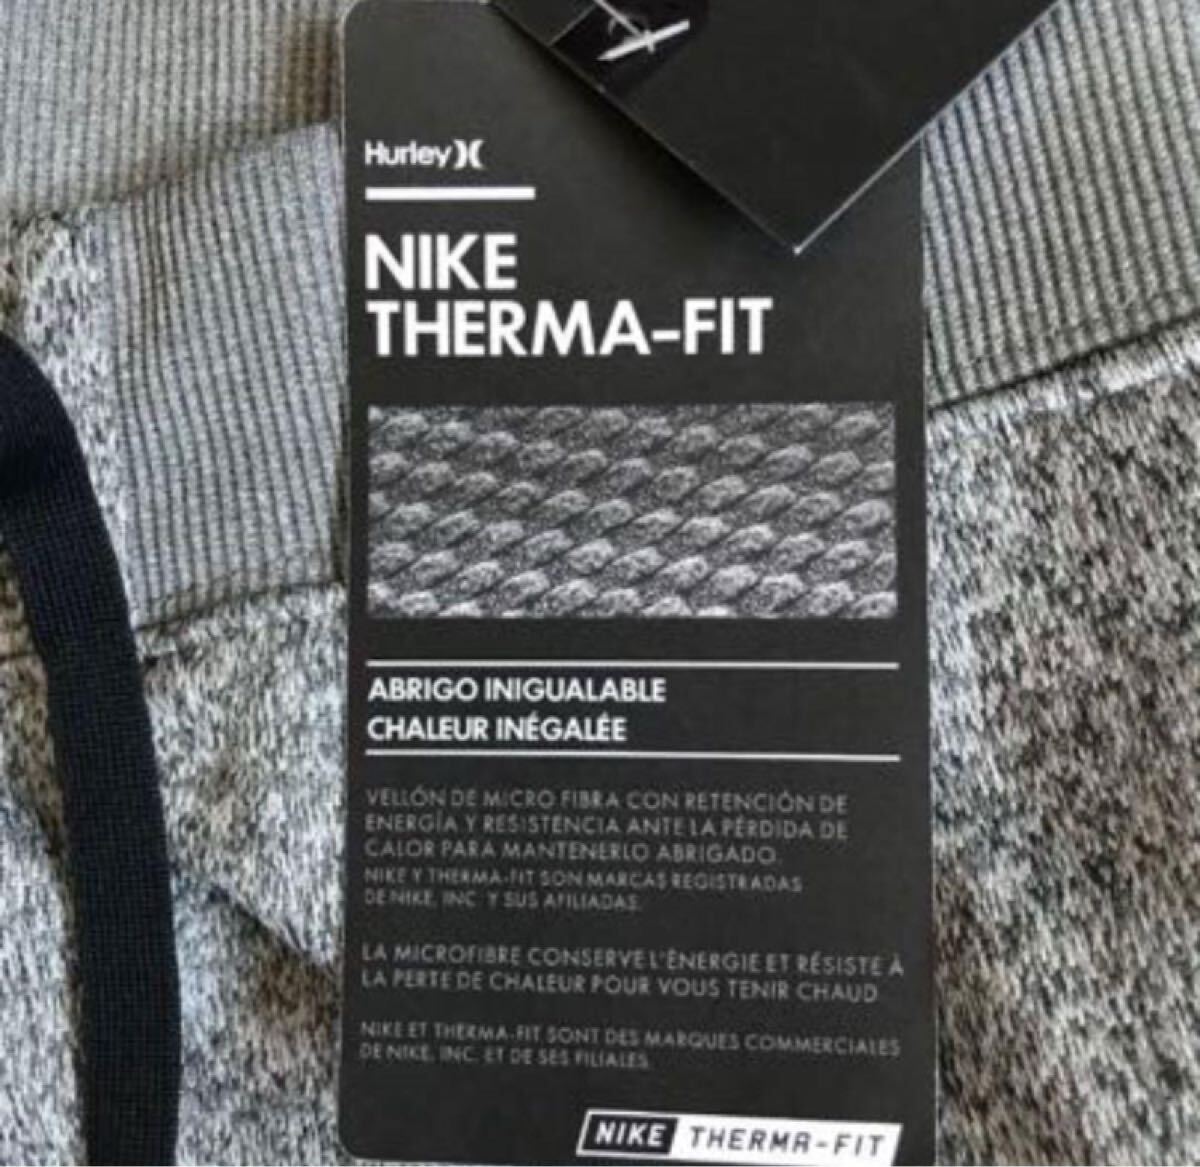 Hurley
NIKE
THERMA-FIT
ABRIGO INIGUALABLE
CHALEUR INÉGALÉE
VELLÓN DE MICRO FIBRA CON RETENCIÓN DE
ENERGÍA Y RESISTENCIA ANTE LA PÉRDIDA DE
CALOR PARA MANTENERLO ABRIGADO.
NIKE Y THERMA-FIT SON MARCAS REGISTRADAS
DE NIKE, INC. Y SUS AFILIADAS.
LA MICROFIBRE CONSERVE L'ÉNERGIE ET RÉSISTE À
LA PERTE DE CHALEUR POUR VOUS TENIR CHAUD
NIKE ET THERMA-FIT SONT DES MARQUES COMMERCIALES
DE NIKE, INC. ET DE SES FILIALES.
NIKE THERMA-FIT